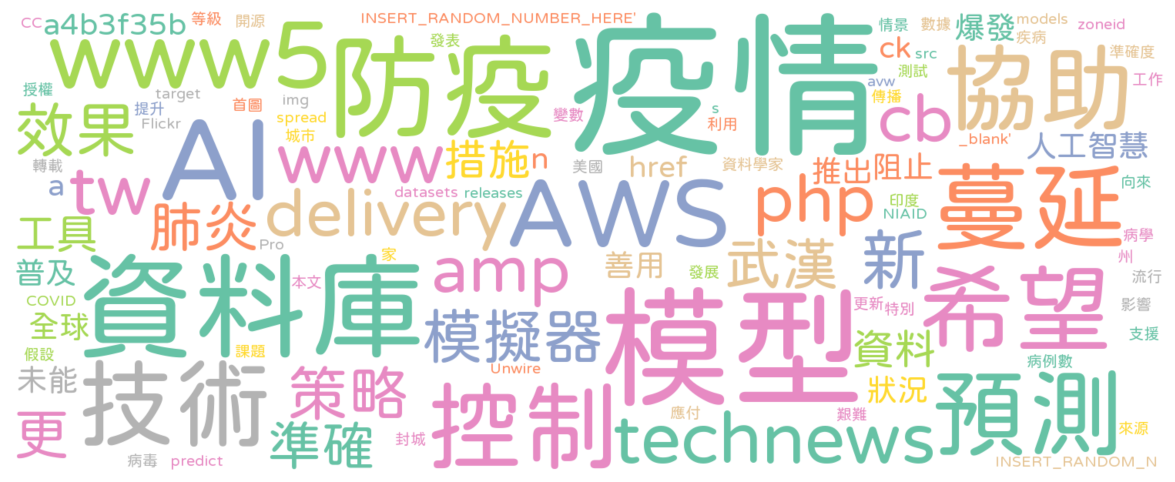 CC
a4b3f35b
等級
開源
INSERT_RANDOM_NUMBER_HERE'
情景
數據
爆發
models
疾病
zoneid
www5
發表
防疫
疫情
ck
src
測試
準確度
協助
工作
授權
target
提升
首圖
img
spread
城市
變數
s
利用
avw
傳播
cb
_blank'
人工智慧
效果
Flickr
AI
www
措施
n
美國
href
資料學家
推出
阻止
轉載
a
tw
datasets
releases
印度
NIAID
向來
delivery
AWS
php
蔓延
工具
肺炎
Pro
家
普及
本文
amp
善用
發展
武漢
新
病學
州
流行
COVID
資料庫
全球
模擬器
模型
更新
特別
希望
影響
支援
假設
課題
Unwire
資料
病例數
未能
技術
策略
控制
狀況
預測
應付
艱難
更
準確
封城
technews
來源
病毒
predict
INSERT_RANDOM_N